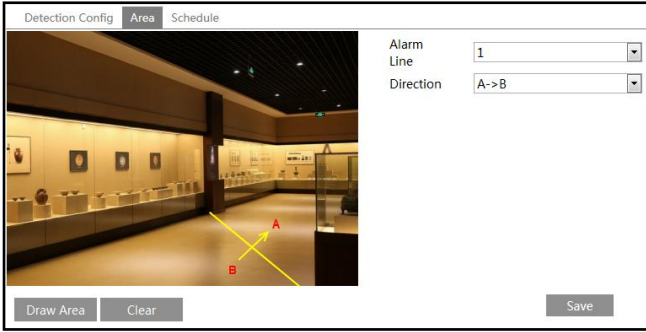 Detection Config Area Schedule
Alarm Line 1
Direction A->B
A
B
Draw Area Clear Save